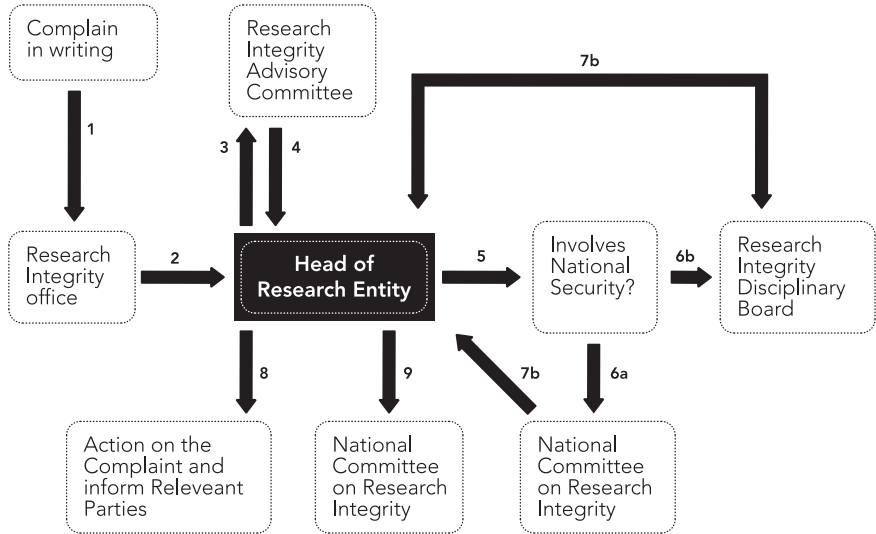 Complain
in writing
Research
Integrity
Advisory
Committee
7b
1
3
4
Research
Integrity
office
2
Head of
Research Entity
5
Involves
National
Security?
6b
Research
Integrity
Disciplinary
Board
8
9
7b
6a
Action on the
Complaint and
inform Releveant
Parties
National
Committee
on Research
Integrity
National
Committee
on Research
Integrity